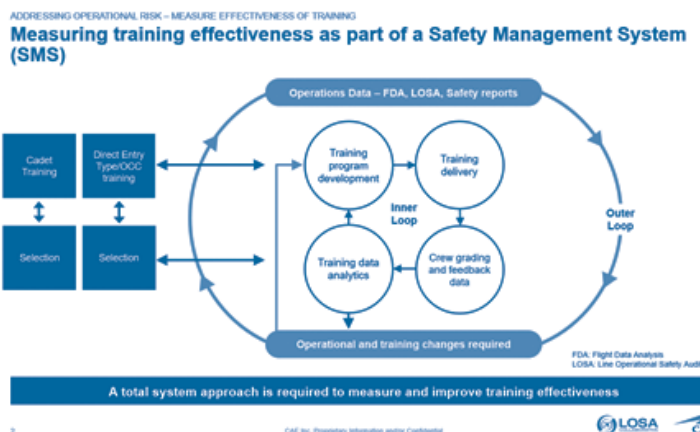 ADDRESSING OPERATIONAL RISK – MEASURE EFFECTIVENESS OF TRAINING
Measuring training effectiveness as part of a Safety Management System
(SMS)
Operations Data – FDA, LOSA, Safety reports
Cadet
Training
Direct Entry
Type/OCC
training
Selection
Selection
Training
program
development
Training
delivery
Inner
Loop
Outer
Loop
Training data
analytics
Crew grading
and feedback
data
Operational and training changes required
FDA: Flight Data Analysis
LOSA: Line Operational Safety Audi
A total system approach is required to measure and improve training effectiveness
CAE Inc. Proprietary Information and/or Confidential
LOSA